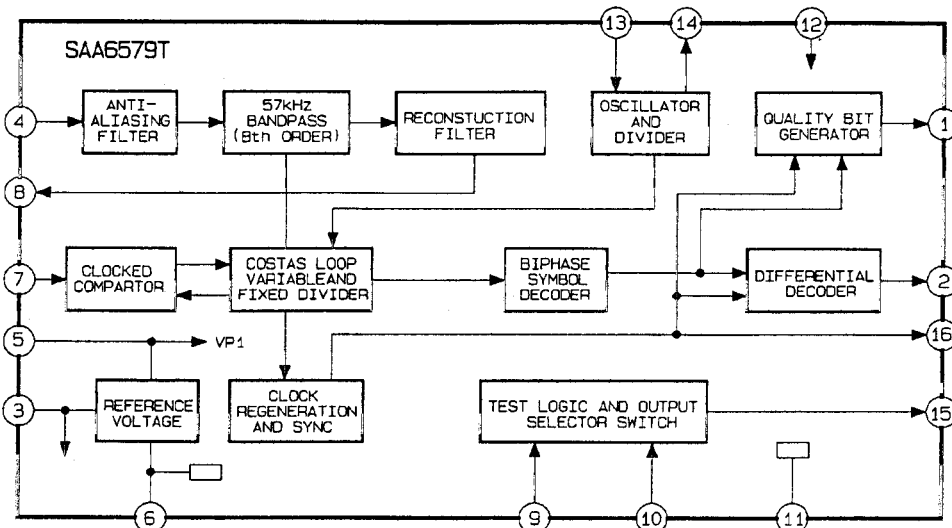 13 14 12
SAA6579T
4
ANTI-
ALIASING
FILTER
57kHz
BANDPASS
(8th ORDER)
RECONSTUCTION
FILTER
OSCILLATOR
AND
DIVIDER
QUALITY BIT
GENERATOR
1
8
7
CLOCKED
COMPARTOR
COSTAS LOOP
VARIABLEAND
FIXED DIVIDER
BIPHASE
SYMBOL
DECODER
DIFFERENTIAL
DECODER
2
5
VP1
16
3
REFERENCE
VOLTAGE
CLOCK
REGENERATION
AND SYNC
TEST LOGIC AND OUTPUT
SELECTOR SWITCH
15
6 9 10 11